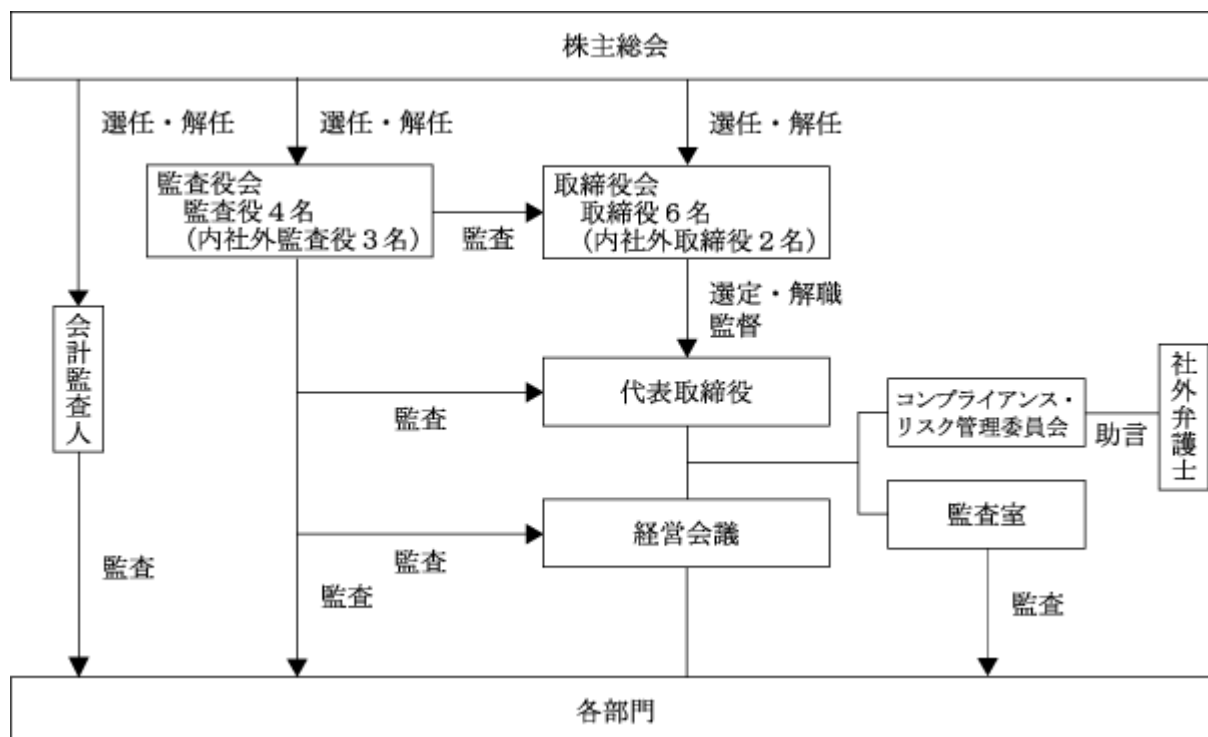 株主総会
選任・解任
選任・解任
選任・解任
監査役会
監査役4名
(内社外監査役3名)
監査
取締役会
取締役6名
(内社外取締役2名)
選定・解職
監督
会計監査人
代表取締役
監査
コンプライアンス・
リスク管理委員会
助言
社外弁護士
経営会議
監査
監査室
監査
監査
監査
各部門